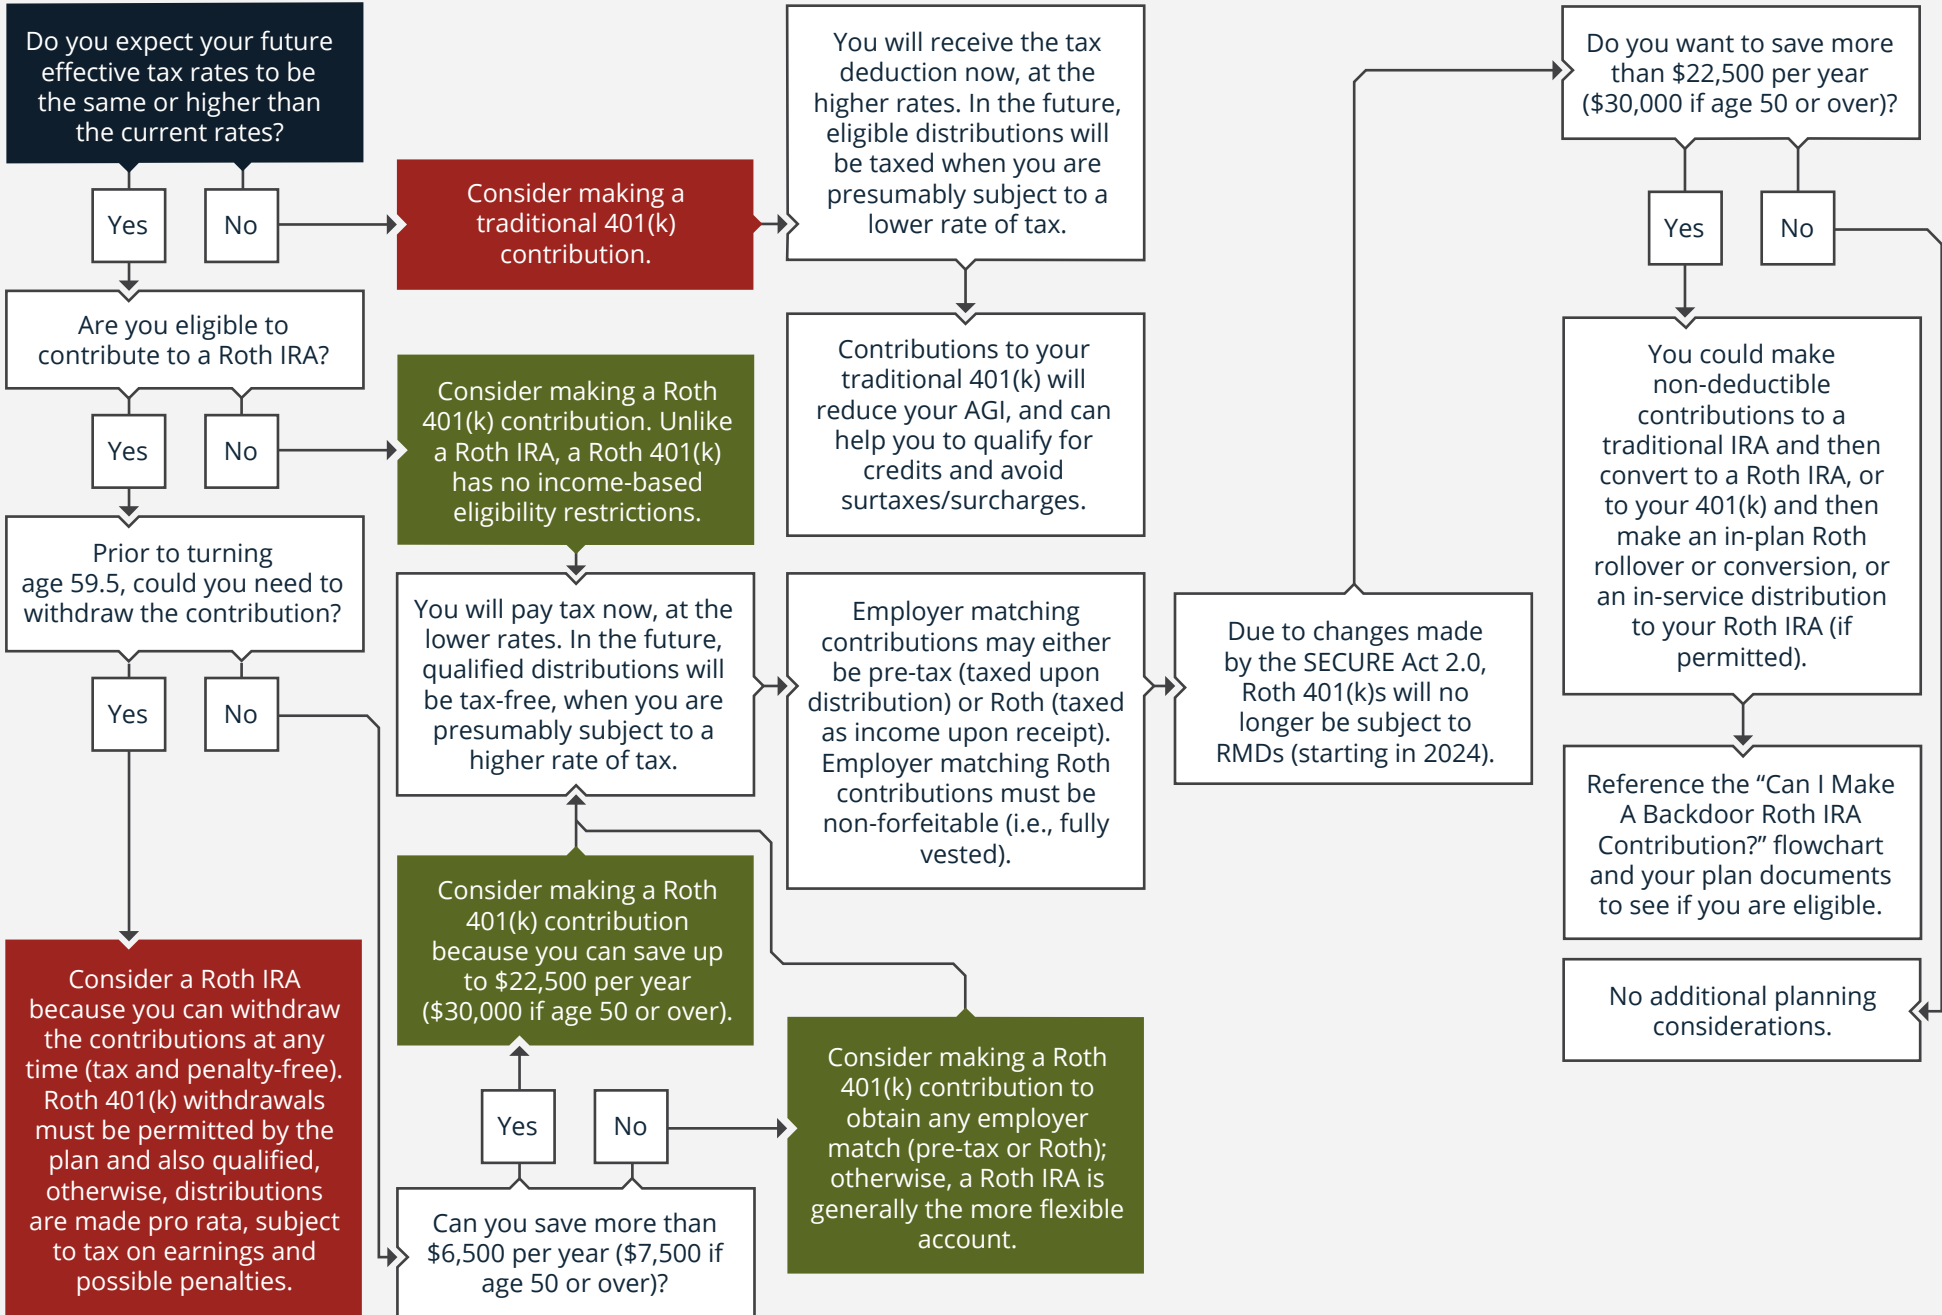 Do you expect your future
effective tax rates to be
the same or higher than
the current rates?
Yes
No
Consider making a
traditional 401(k)
contribution.
You will receive the tax
deduction now, at the
higher rates. In the future,
eligible distributions will
be taxed when you are
presumably subject to a
lower rate of tax.
Contributions to your
traditional 401(k) will
reduce your AGI, and can
help you to qualify for
credits and avoid
surtaxes/surcharges.
Are you eligible to
contribute to a Roth IRA?
Yes
No
Consider making a Roth
401(k) contribution. Unlike
a Roth IRA, a Roth 401(k)
has no income-based
eligibility restrictions.
Prior to turning
age 59.5, could you need to
withdraw the contribution?
Yes
No
Consider a Roth IRA
because you can withdraw
the contributions at any
time (tax and penalty-free).
Roth 401(k) withdrawals
must be permitted by the
plan and also qualified,
otherwise, distributions
are made pro rata, subject
to tax on earnings and
possible penalties.
Can you save more than
$6,500 per year ($7,500 if
age 50 or over)?
Yes
No
Consider making a Roth
401(k) contribution
because you can save up
to $22,500 per year
($30,000 if age 50 or over).
Consider making a Roth
401(k) contribution to
obtain any employer
match (pre-tax or Roth);
otherwise, a Roth IRA is
generally the more flexible
account.
You will pay tax now, at the
lower rates. In the future,
qualified distributions will
be tax-free, when you are
presumably subject to a
higher rate of tax.
Employer matching
contributions may either
be pre-tax (taxed upon
distribution) or Roth (taxed
as income upon receipt).
Employer matching Roth
contributions must be
non-forfeitable (i.e., fully
vested).
Due to changes made
by the SECURE Act 2.0,
Roth 401(k)s will no
longer be subject to
RMDs (starting in 2024).
Do you want to save more
than $22,500 per year
($30,000 if age 50 or over)?
Yes
No
You could make
non-deductible
contributions to a
traditional IRA and then
convert to a Roth IRA, or
to your 401(k) and then
make an in-plan Roth
rollover or conversion, or
an in-service distribution
to your Roth IRA (if
permitted).
Reference the “Can I Make
A Backdoor Roth IRA
Contribution?” flowchart
and your plan documents
to see if you are eligible.
No additional planning
considerations.